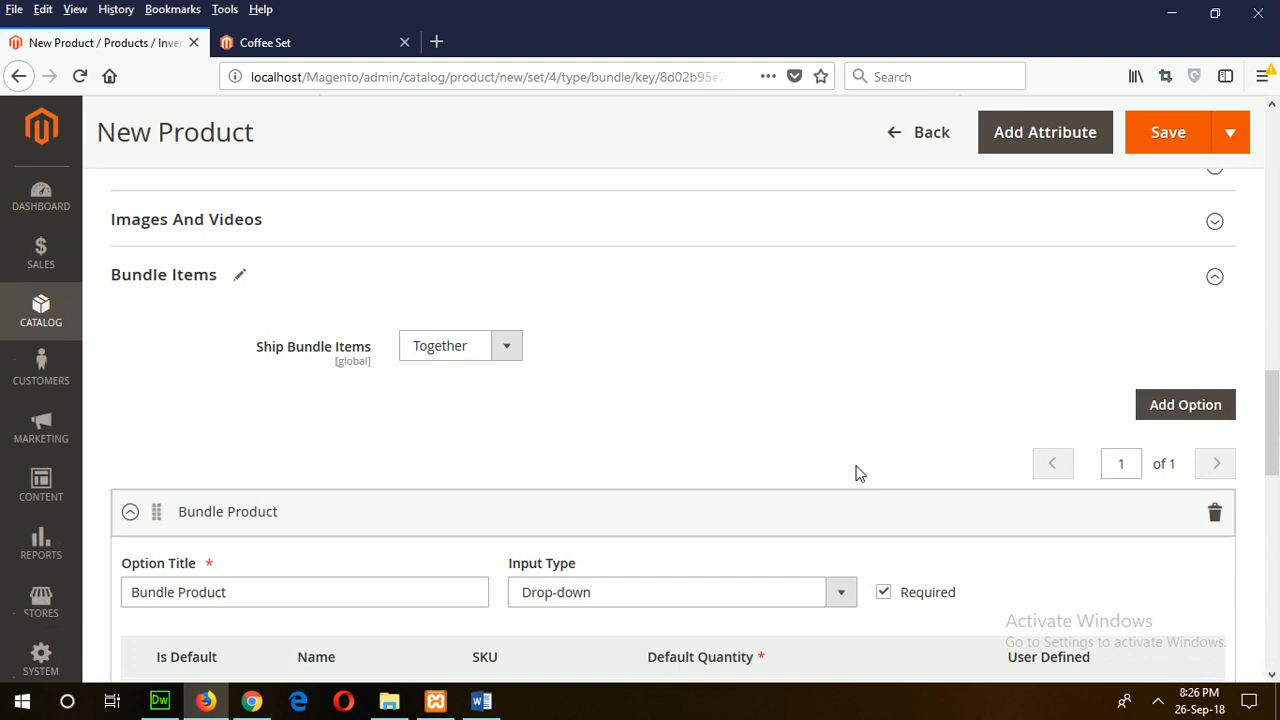 File Edit View History Bookmarks Tools Help
New Product / Products / Inve
Coffee Set
localhost/Magento/admin/catalog/product/new/set/4/type/bundle/key/8d02b95e7
Search
New Product
Back
Add Attribute
Save
DASHBOARD
SALES
CATALOG
CUSTOMERS
MARKETING
CONTENT
REPORTS
STORES
SYSTEM
Images And Videos
Bundle Items
Ship Bundle Items
[global]
Together
Add Option
1 of 1
Bundle Product
Option Title *
Input Type
Bundle Product
Drop-down
Required
Is Default Name SKU Default Quantity * User Defined
Activate Windows
Go to Settings to activate Windows.
Dw
W
8:26 PM
26-Sep-18